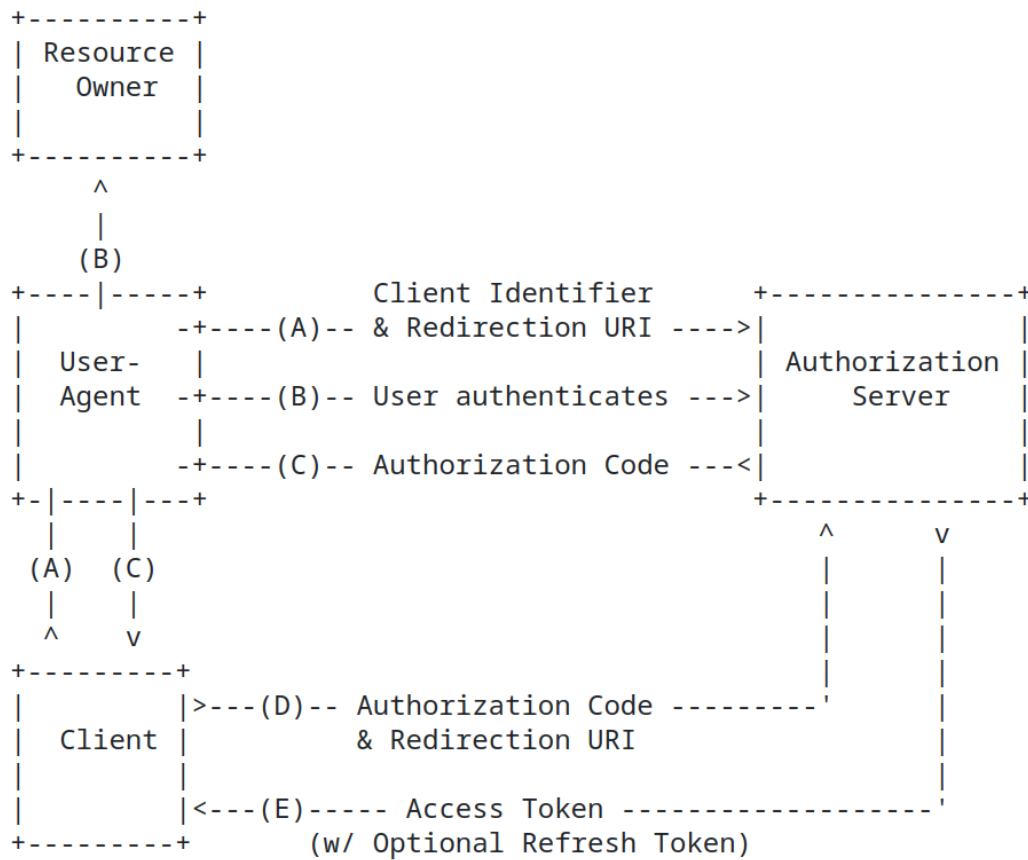 +----------+
| Resource |
|   Owner  |
|          |
+----------+
     ^
     |
    (B)
+----|-----+          Client Identifier      +---------------+
|         -+----(A)-- & Redirection URI ---->|               |
|  User-   |                                 | Authorization |
|  Agent  -+----(B)-- User authenticates --->|     Server    |
|          |                                 |               |
|         -+----(C)-- Authorization Code ---<|               |
+-|----|---+                                 +---------------+
  |    |                                         ^      v
 (A)  (C)                                        |      |
  |    |                                         |      |
  ^    v                                         |      |
+---------+                                      |      |
|         |>---(D)-- Authorization Code ---------'      |
|  Client |          & Redirection URI                  |
|         |                                             |
|         |<---(E)----- Access Token -------------------'
+---------+       (w/ Optional Refresh Token)